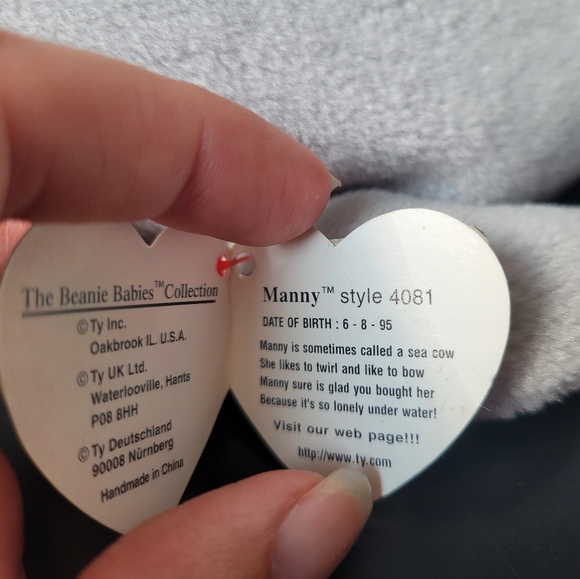 The Beanie Babies™Collection
©Ty Inc.
Oakbrook IL. U.S.A.
©Ty UK Ltd.
Waterlooville, Hants
P08 8HH
©Ty Deutschland
90008 Nürnberg
Handmade in China
Manny™ style 4081
DATE OF BIRTH : 6 - 8 - 95
Manny is sometimes called a sea cow
She likes to twirl and like to bow
Manny sure is glad you bought her
Because it's so lonely under water!
Visit our web page!!!
http://www.ty.com